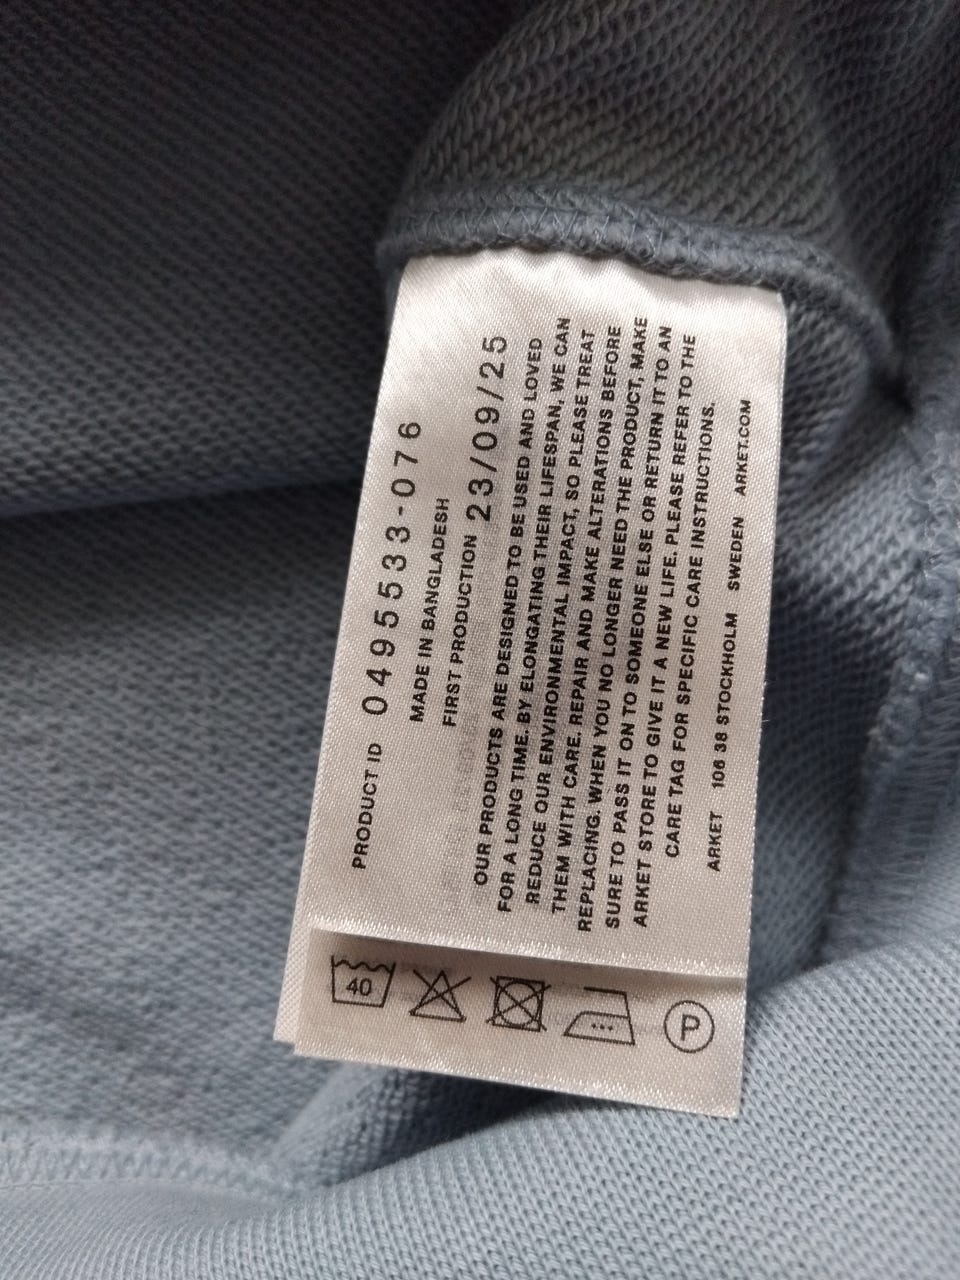 PRODUCT ID 0495533-076
MADE IN BANGLADESH
FIRST PRODUCTION 23/09/25
OUR PRODUCTS ARE DESIGNED TO BE USED AND LOVED
FOR A LONG TIME. BY ELONGATING THEIR LIFESPAN, WE CAN
REDUCE OUR ENVIRONMENTAL IMPACT, SO PLEASE TREAT
THEM WITH CARE. REPAIR AND MAKE ALTERATIONS BEFORE
REPLACING. WHEN YOU NO LONGER NEED THE PRODUCT, MAKE
SURE TO PASS IT ON TO SOMEONE ELSE OR RETURN IT TO AN
ARKET STORE TO GIVE IT A NEW LIFE. PLEASE REFER TO THE
CARE TAG FOR SPECIFIC CARE INSTRUCTIONS.
ARKET 106 38 STOCKHOLM SWEDEN ARKET.COM
40 P